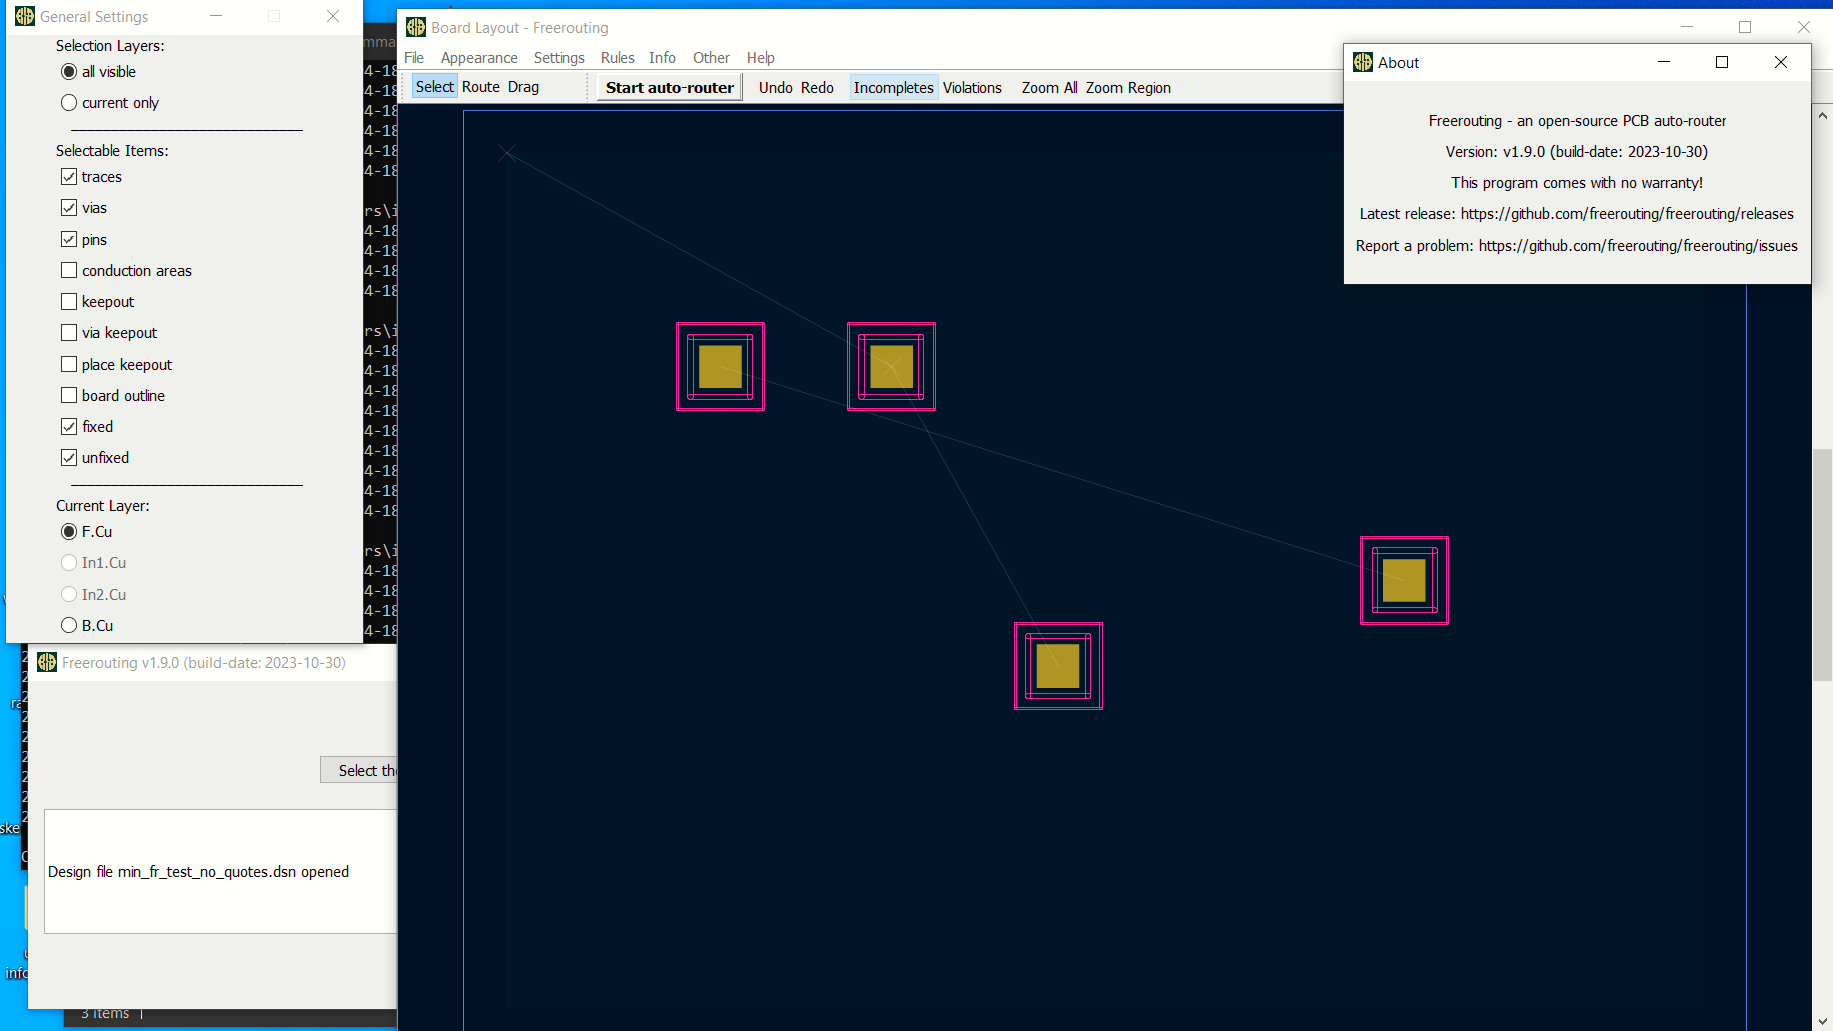 General Settings
Selection Layers:
all visible
current only
Selectable Items:
traces
vias
pins
conduction areas
keepout
via keepout
place keepout
board outline
fixed
unfixed
Current Layer:
F.Cu
In1.Cu
In2.Cu
B.Cu
Freerouting v1.9.0 (build-date: 2023-10-30)
Select the
Design file min_fr_test_no_quotes.dsn opened
3 items
Board Layout - Freerouting
File Appearance Settings Rules Info Other Help
Select Route Drag Start auto-router Undo Redo Incompletes Violations Zoom All Zoom Region
About
Freerouting - an open-source PCB auto-router
Version: v1.9.0 (build-date: 2023-10-30)
This program comes with no warranty!
Latest release: https://github.com/freerouting/freerouting/releases
Report a problem: https://github.com/freerouting/freerouting/issues